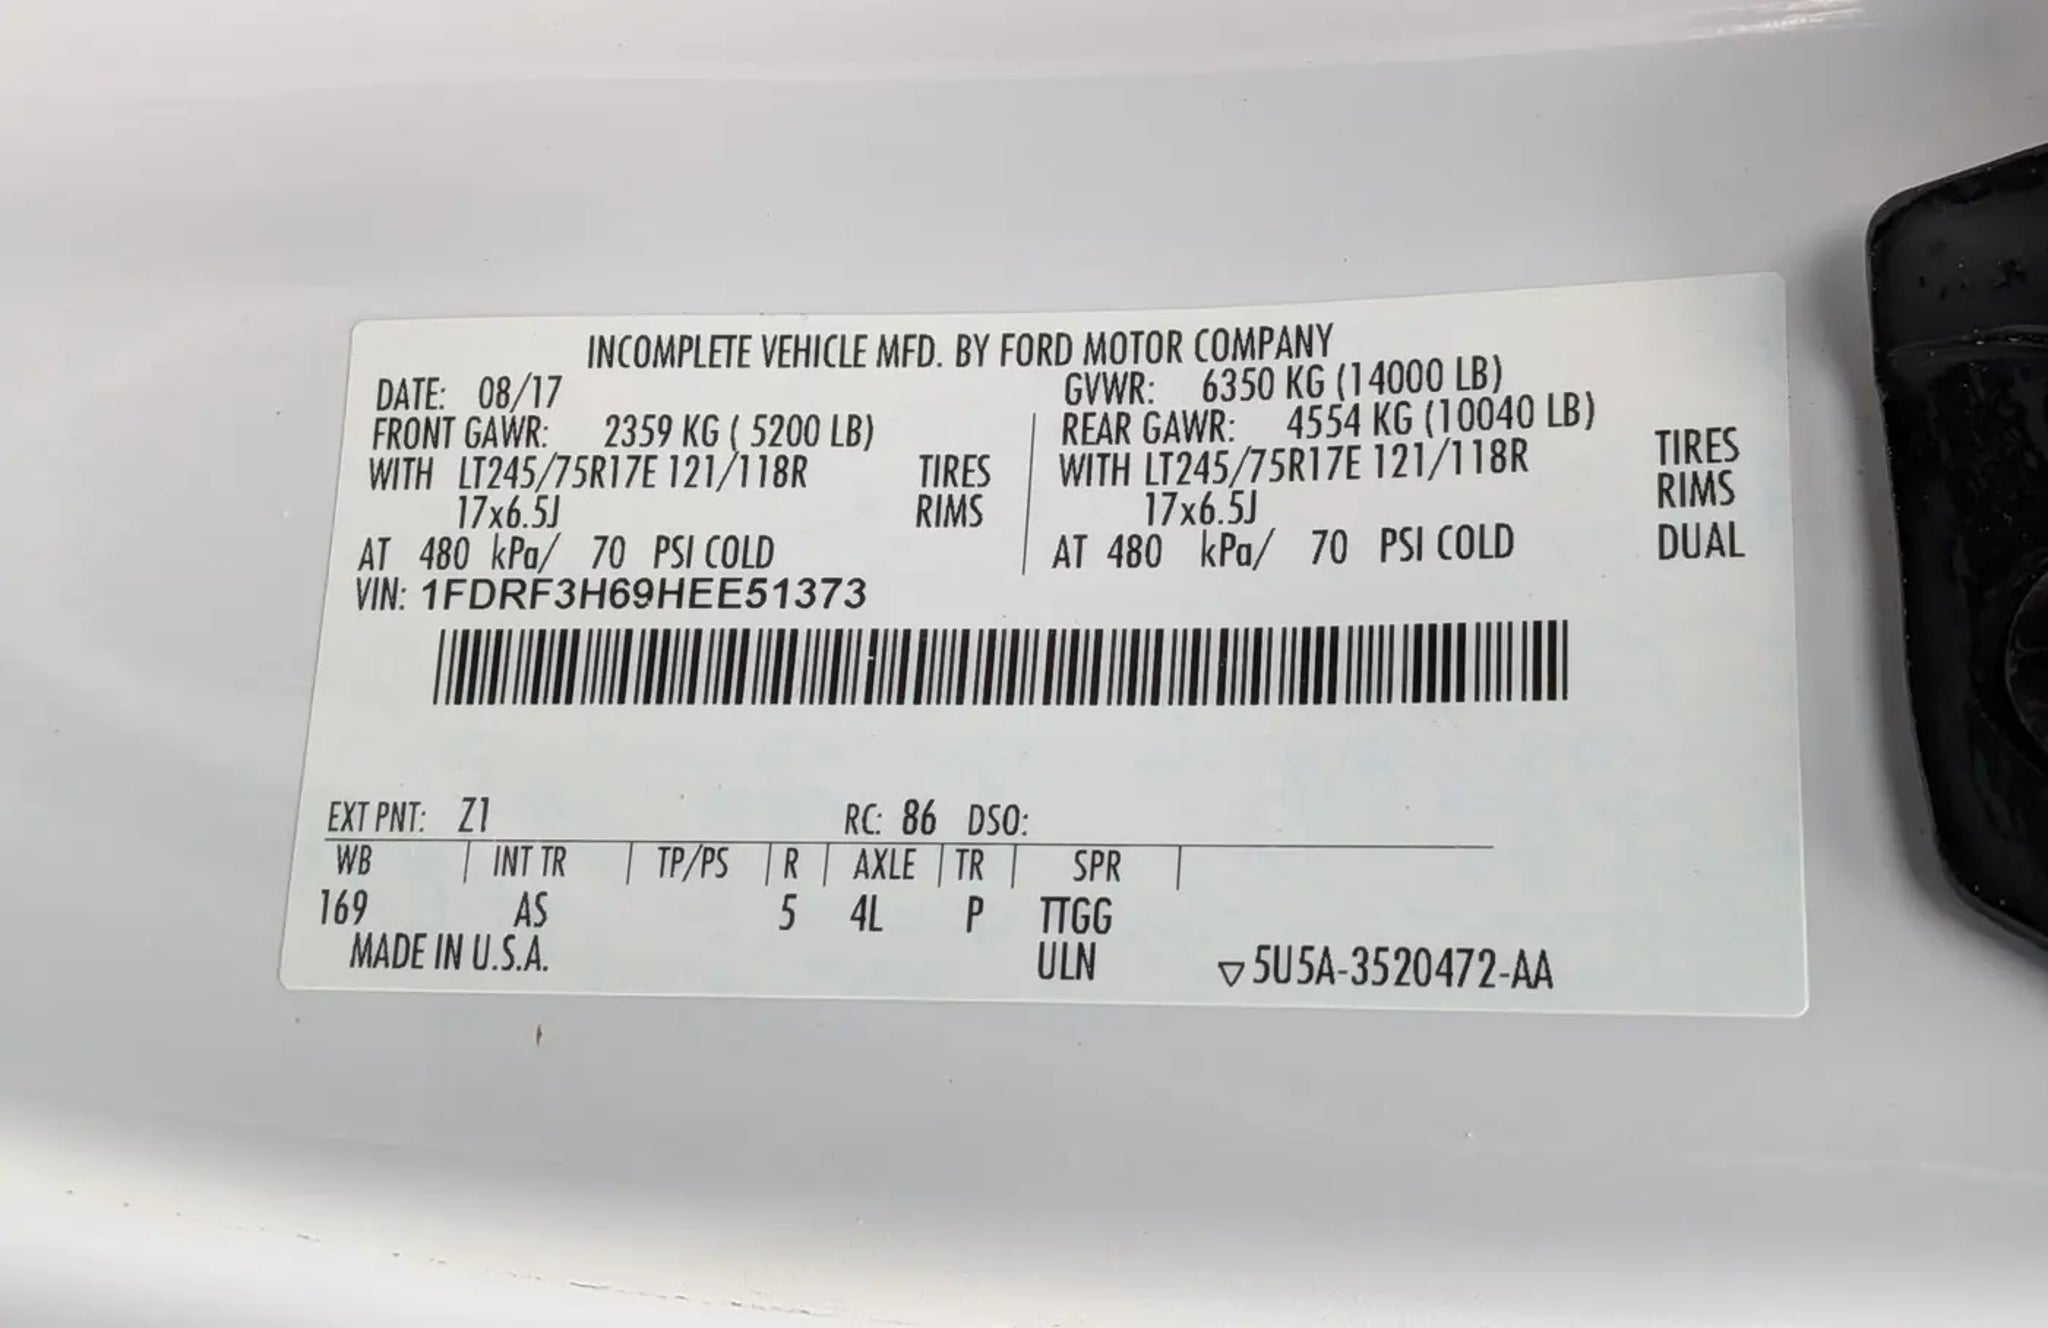 INCOMPLETE VEHICLE MFD. BY FORD MOTOR COMPANY
DATE: 08/17 GVWR: 6350 KG (14000 LB)
FRONT GAWR: 2359 KG ( 5200 LB) REAR GAWR: 4554 KG (10040 LB)
WITH LT245/75R17E 121/118R TIRES WITH LT245/75R17E 121/118R TIRES
17x6.5J RIMS 17x6.5J RIMS
AT 480 kPa/ 70 PSI COLD AT 480 kPa/ 70 PSI COLD DUAL
VIN: 1FDRF3H69HEE51373
EXT PNT: Z1 RC: 86 DSO:
WB INT TR TP/PS R AXLE TR SPR
169 AS 5 4L P TTGG
MADE IN U.S.A. ULN ▽5U5A-3520472-AA